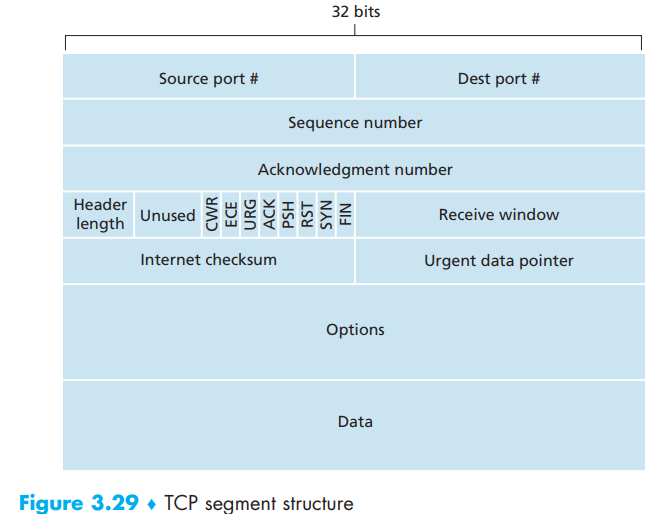 32 bits
Source port #
Dest port #
Sequence number
Acknowledgment number
Header
length
Unused
CWR
ECE
URG
ACK
PSH
RST
SYN
FIN
Receive window
Internet checksum
Urgent data pointer
Options
Data
Figure 3.29 ♦ TCP segment structure